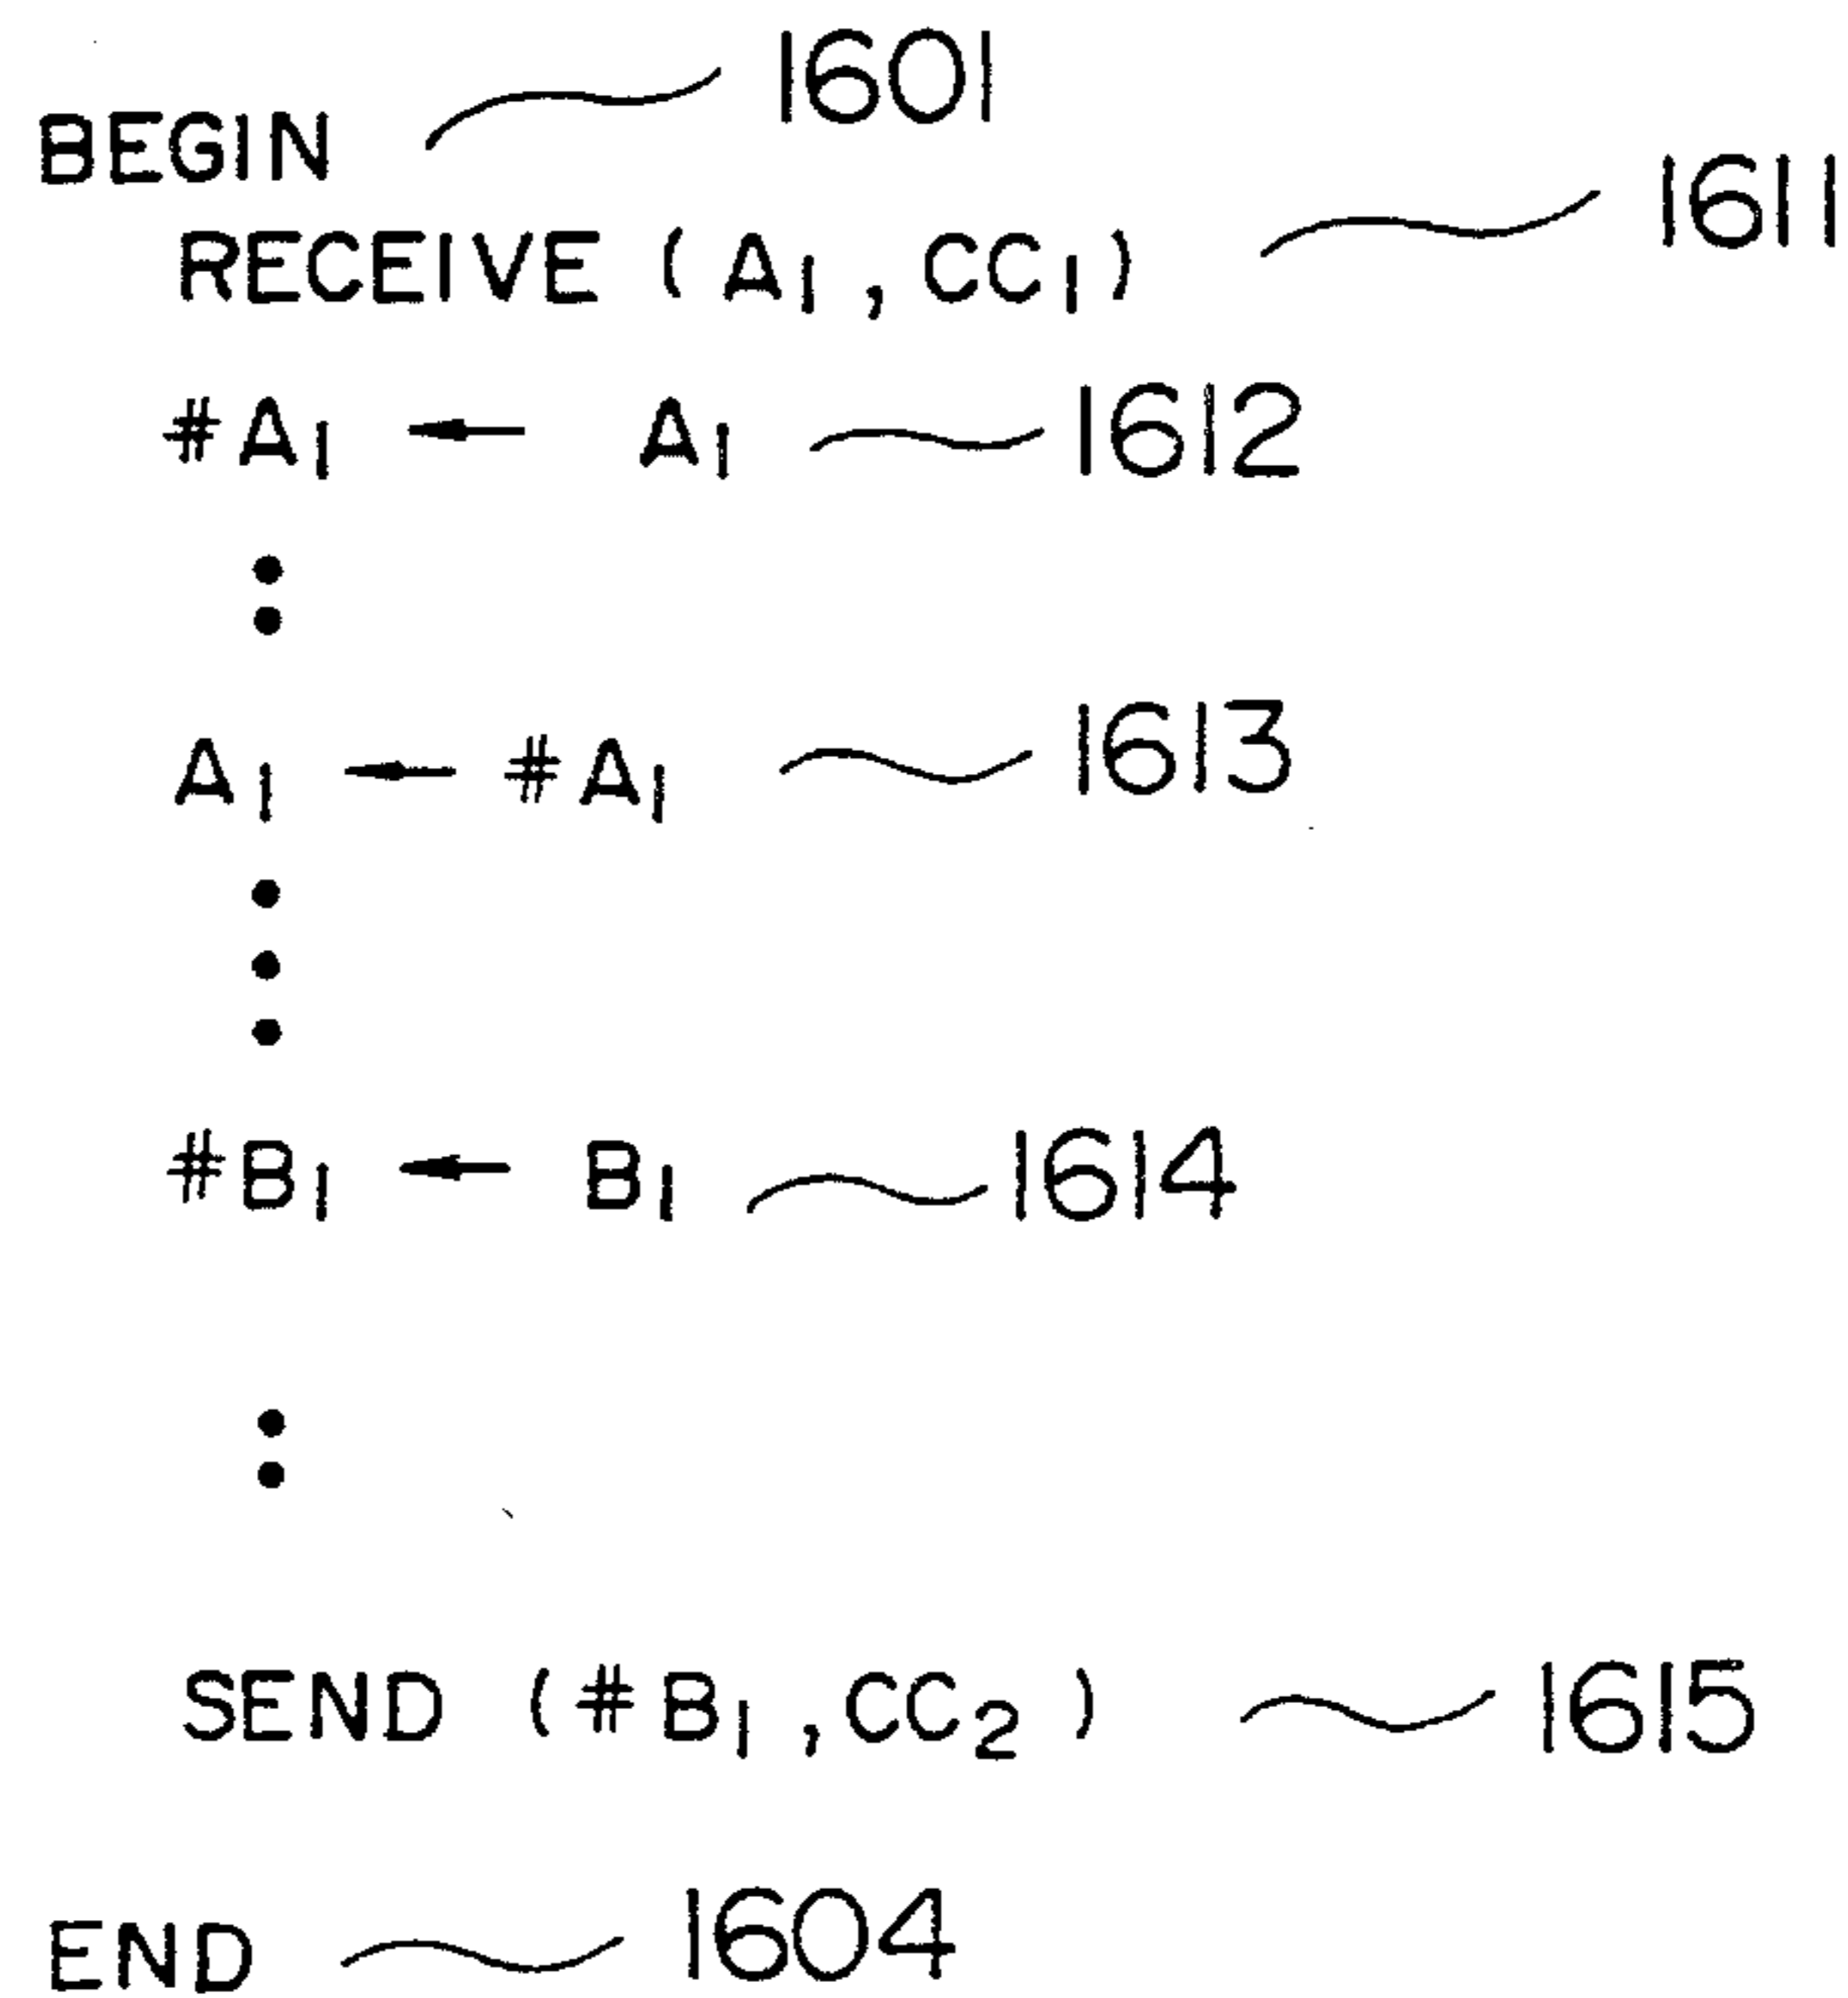 BEGIN 1601
RECEIVE (A₁, CC₁) 1611
#A₁ ← A₁ 1612
:
A₁ ← #A₁ 1613
⋮
#B₁ ← B₁ 1614
:
SEND (#B₁, CC₂) 1615
END 1604